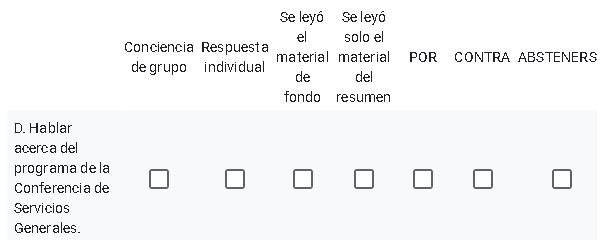 Conciencia de grupo
Respuesta individual
Se leyó el material de fondo
Se leyó solo el material del resumen
POR
CONTRA
ABSTENERS
D. Hablar
acerca del
programa de la
Conferencia de
Servicios
Generales.